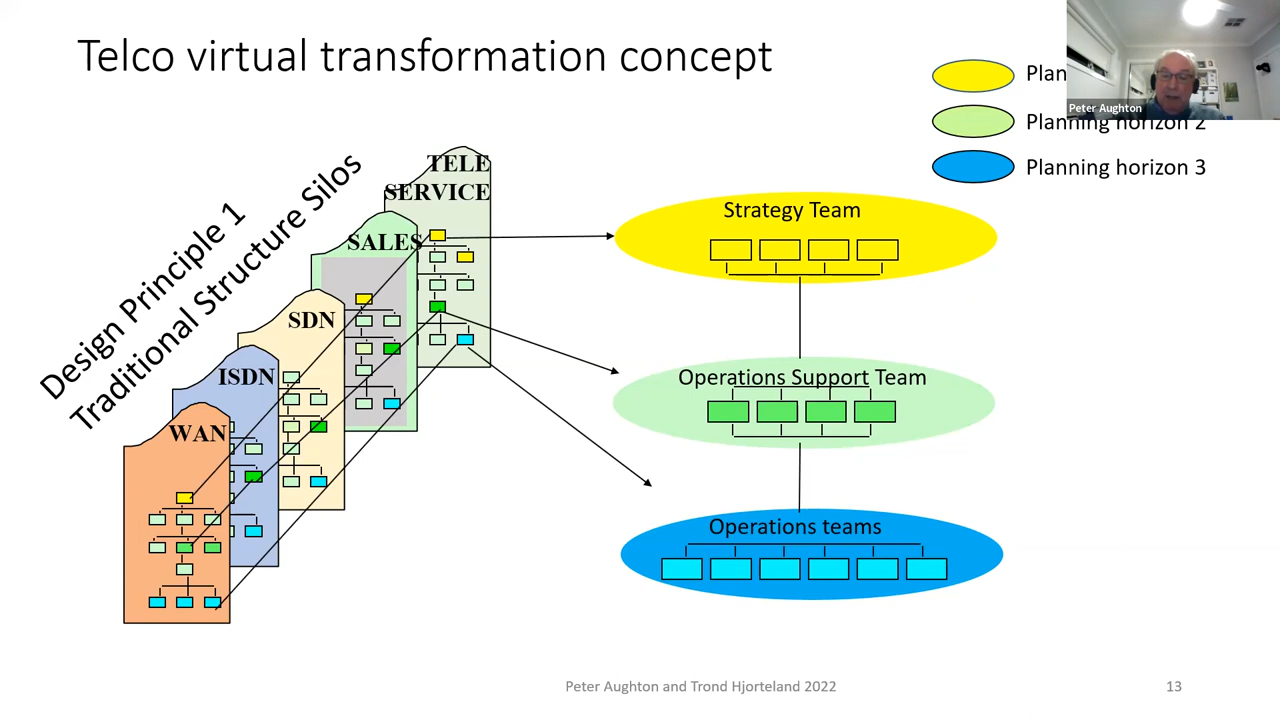 Telco virtual transformation concept
Peter Aughton
Planning horizon 2
Planning horizon 3
Design Principle 1
Traditional Structure Silos
TELE
SERVICE
SALES
SDN
ISDN
WAN
Strategy Team
Operations Support Team
Operations teams
Peter Aughton and Trond Hjorteland 2022
13